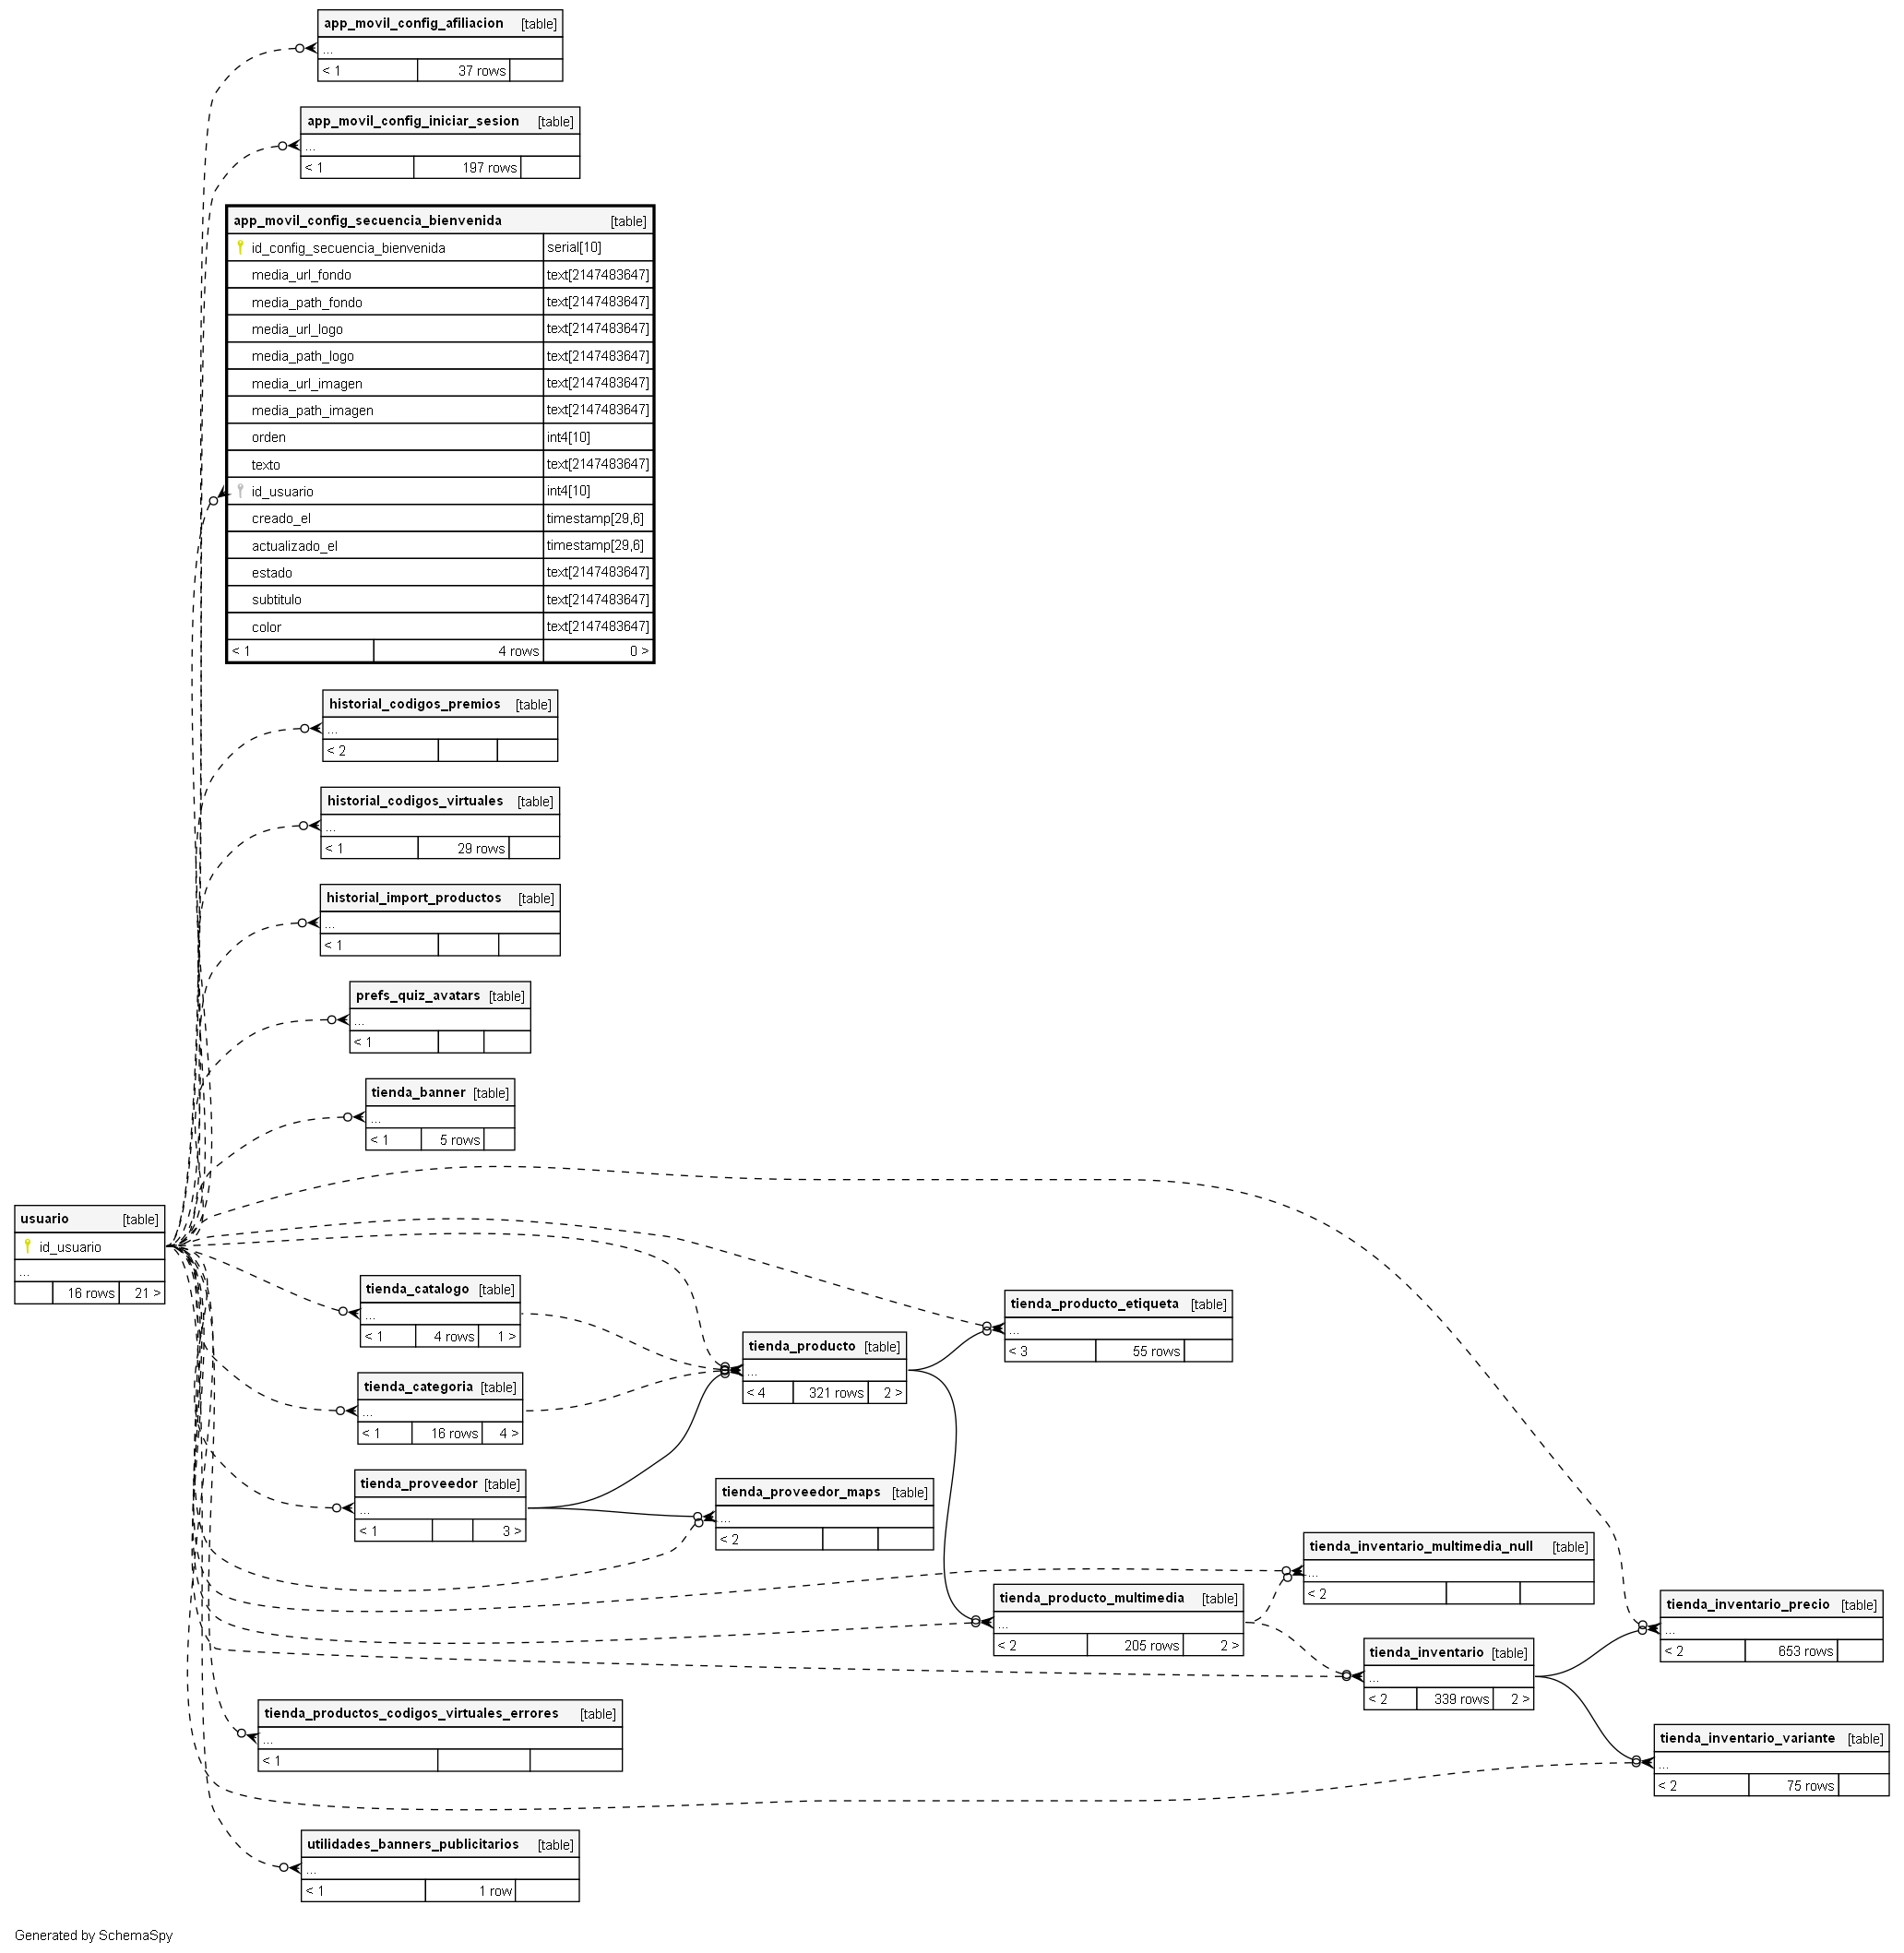 app_movil_config_afiliacion [table]
...
< 1 37 rows
app_movil_config_iniciar_sesion [table]
...
< 1 197 rows
app_movil_config_secuencia_bienvenida [table]
id_config_secuencia_bienvenida serial[10]
media_url_fondo text[2147483647]
media_path_fondo text[2147483647]
media_url_logo text[2147483647]
media_path_logo text[2147483647]
media_url_imagen text[2147483647]
media_path_imagen text[2147483647]
orden int4[10]
texto text[2147483647]
id_usuario int4[10]
creado_el timestamp[29,6]
actualizado_el timestamp[29,6]
estado text[2147483647]
subtitulo text[2147483647]
color text[2147483647]
< 1 4 rows 0 >
historial_codigos_premios [table]
...
< 2
historial_codigos_virtuales [table]
...
< 1 29 rows
historial_import_productos [table]
...
< 1
prefs_quiz_avatars [table]
...
< 1
tienda_banner [table]
...
< 1 5 rows
usuario [table]
id_usuario
...
16 rows 21 >
tienda_catalogo [table]
...
< 1 4 rows 1 >
tienda_categoria [table]
...
< 1 16 rows 4 >
tienda_proveedor [table]
...
< 1 3 >
tienda_producto [table]
...
< 4 321 rows 2 >
tienda_producto_etiqueta [table]
...
< 3 55 rows
tienda_proveedor_maps [table]
...
< 2
tienda_producto_multimedia [table]
...
< 2 205 rows 2 >
tienda_inventario_multimedia_null [table]
...
< 2
tienda_inventario [table]
...
< 2 339 rows 2 >
tienda_inventario_precio [table]
...
< 2 653 rows
tienda_inventario_variante [table]
...
< 2 75 rows
tienda_productos_codigos_virtuales_errores [table]
...
< 1
utilidades_banners_publicitarios [table]
...
< 1 1 row
Generated by SchemaSpy